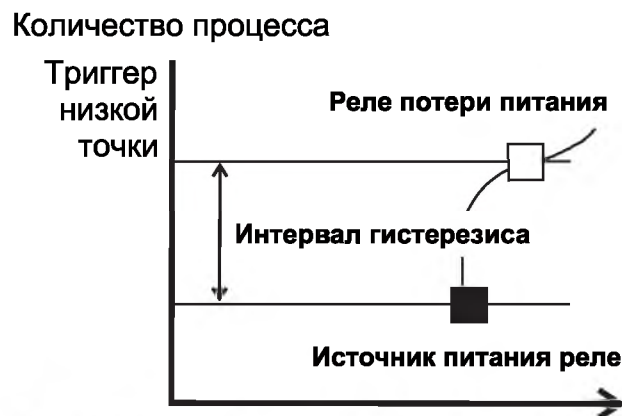 Количество процесса
Триггер
низкой
точки
Реле потери питания
Интервал гистерезиса
Источник питания реле